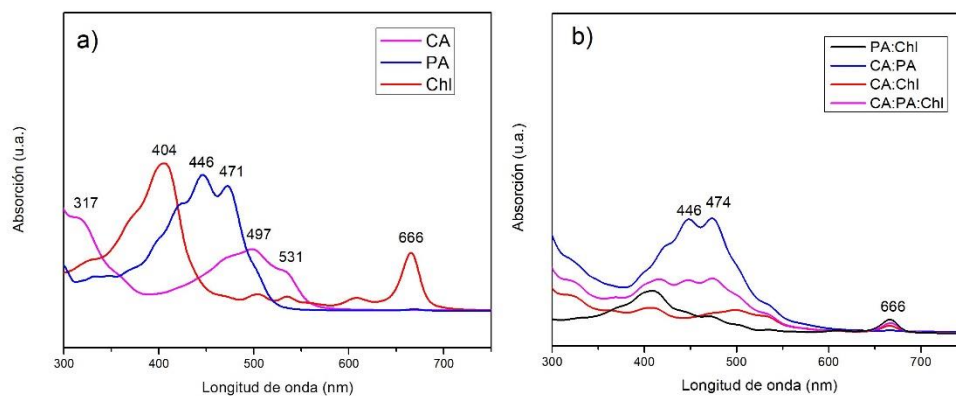 a)
CA
PA
Chl
404
446
471
317
497
531
666
Absorción (u.a.)
300
400
500
600
700
Longitud de onda (nm)
b)
PA:Chl
CA:PA
CA:Chl
CA:PA:Chl
446
474
666
Absorción (u.a.)
300
400
500
600
700
Longitud de onda (nm)